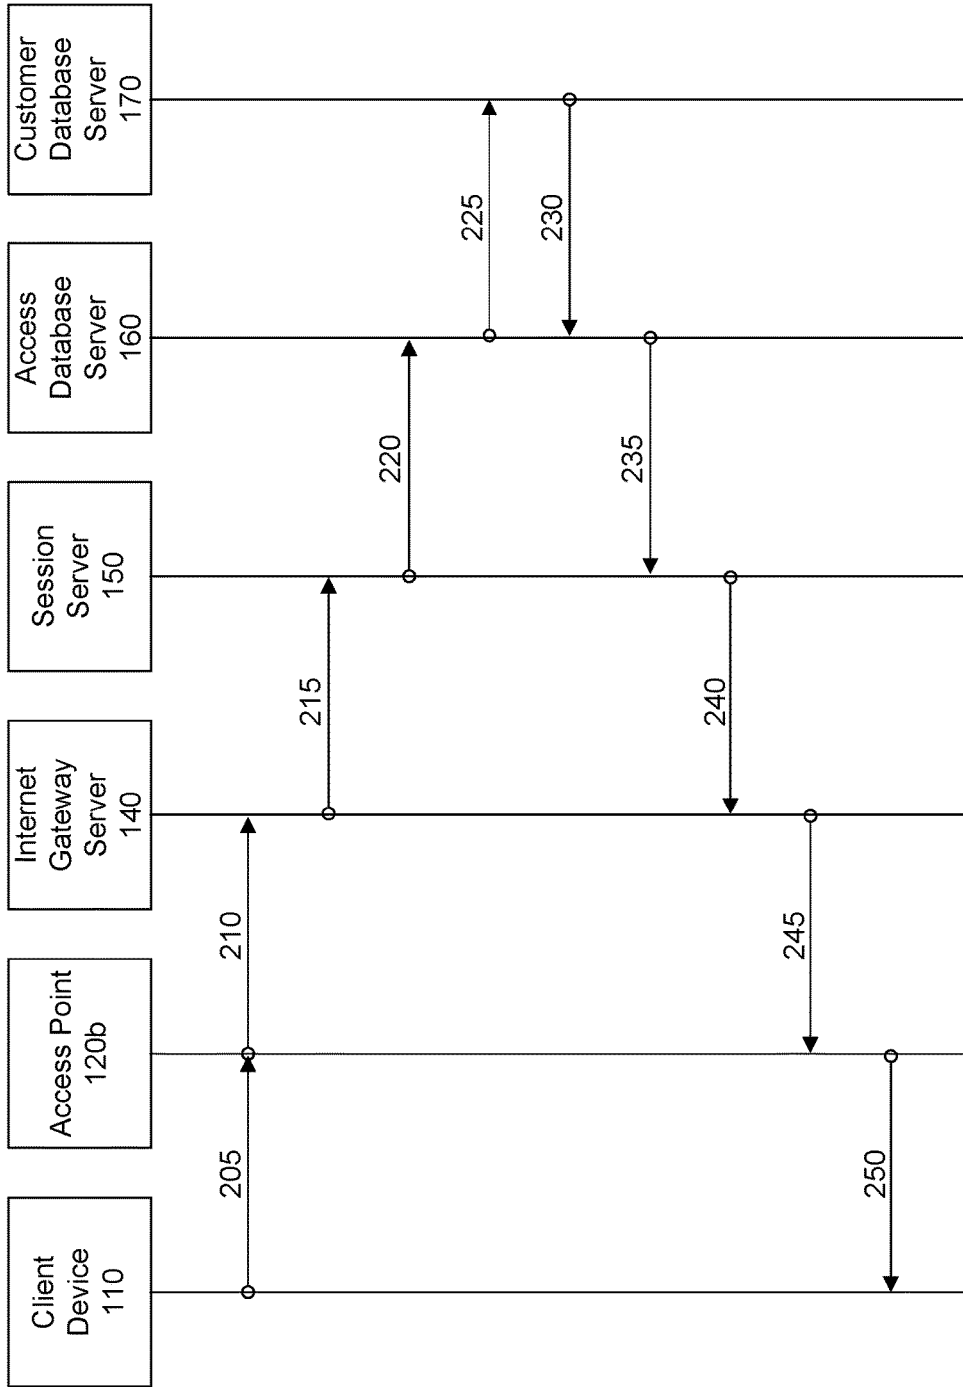 Client
Device
110
Access Point
120b
Internet
Gateway
Server
140
Session
Server
150
Access
Database
Server
160
Customer
Database
Server
170
205
210
215
220
225
230
235
240
245
250